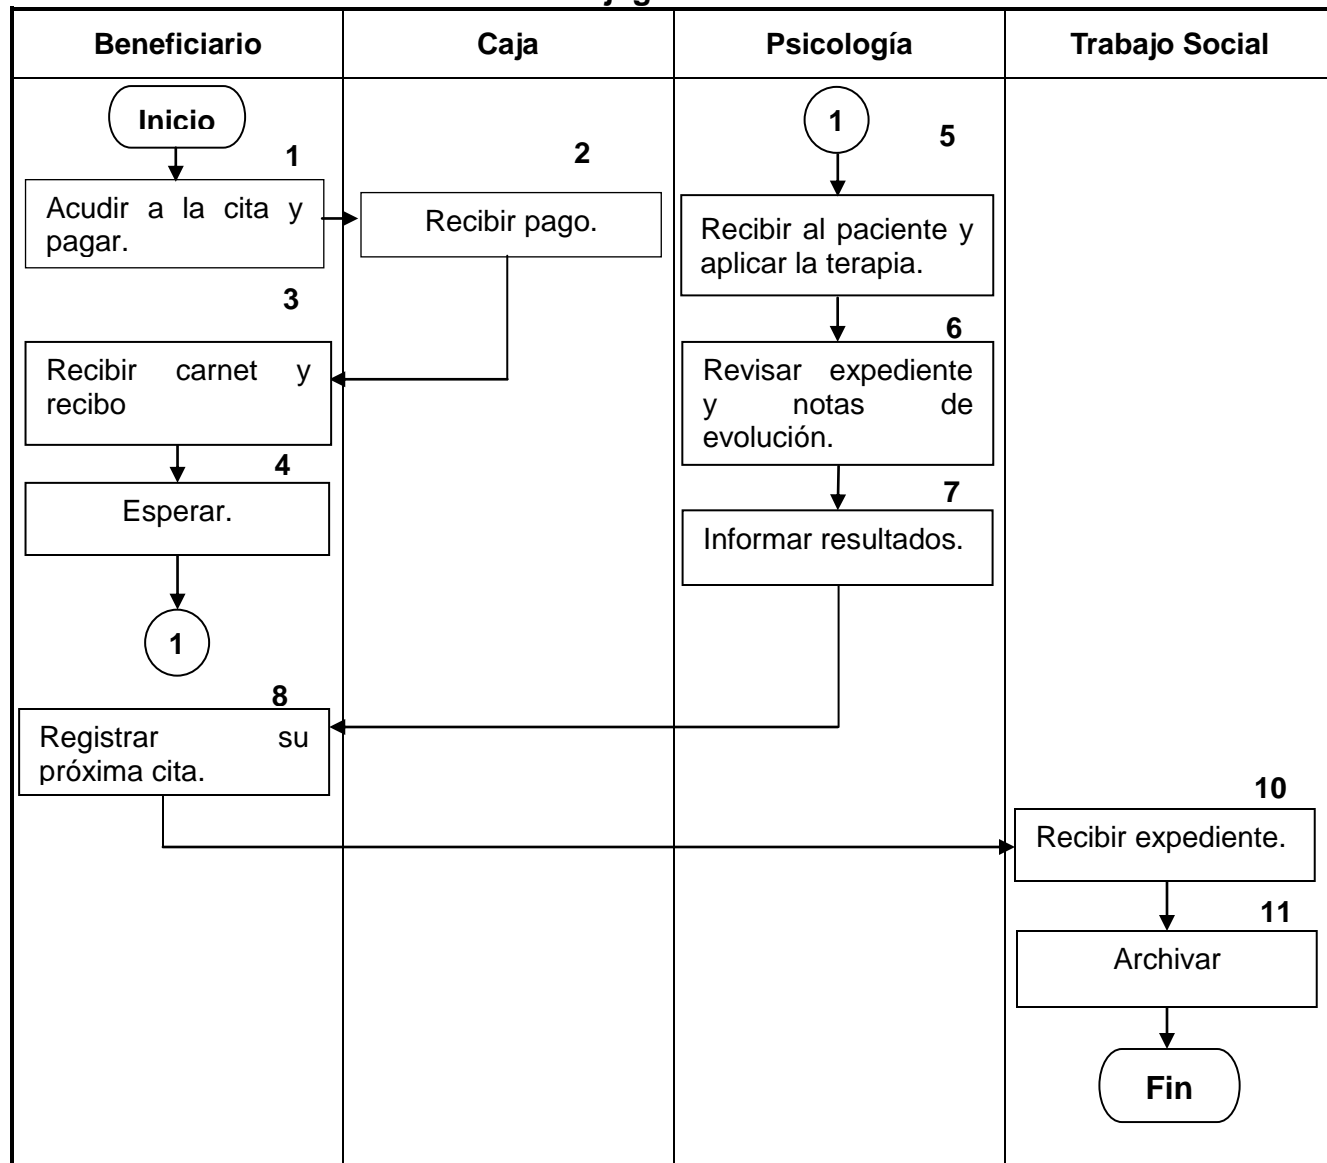 Beneficiario
Caja
Psicología
Trabajo Social
Inicio
1
Acudir a la cita y
pagar.
2
Recibir pago.
3
Recibir carnet y
recibo
4
Esperar.
1
1
5
Recibir al paciente y
aplicar la terapia.
6
Revisar expediente
y notas de
evolución.
7
Informar resultados.
8
Registrar su
próxima cita.
10
Recibir expediente.
11
Archivar
Fin